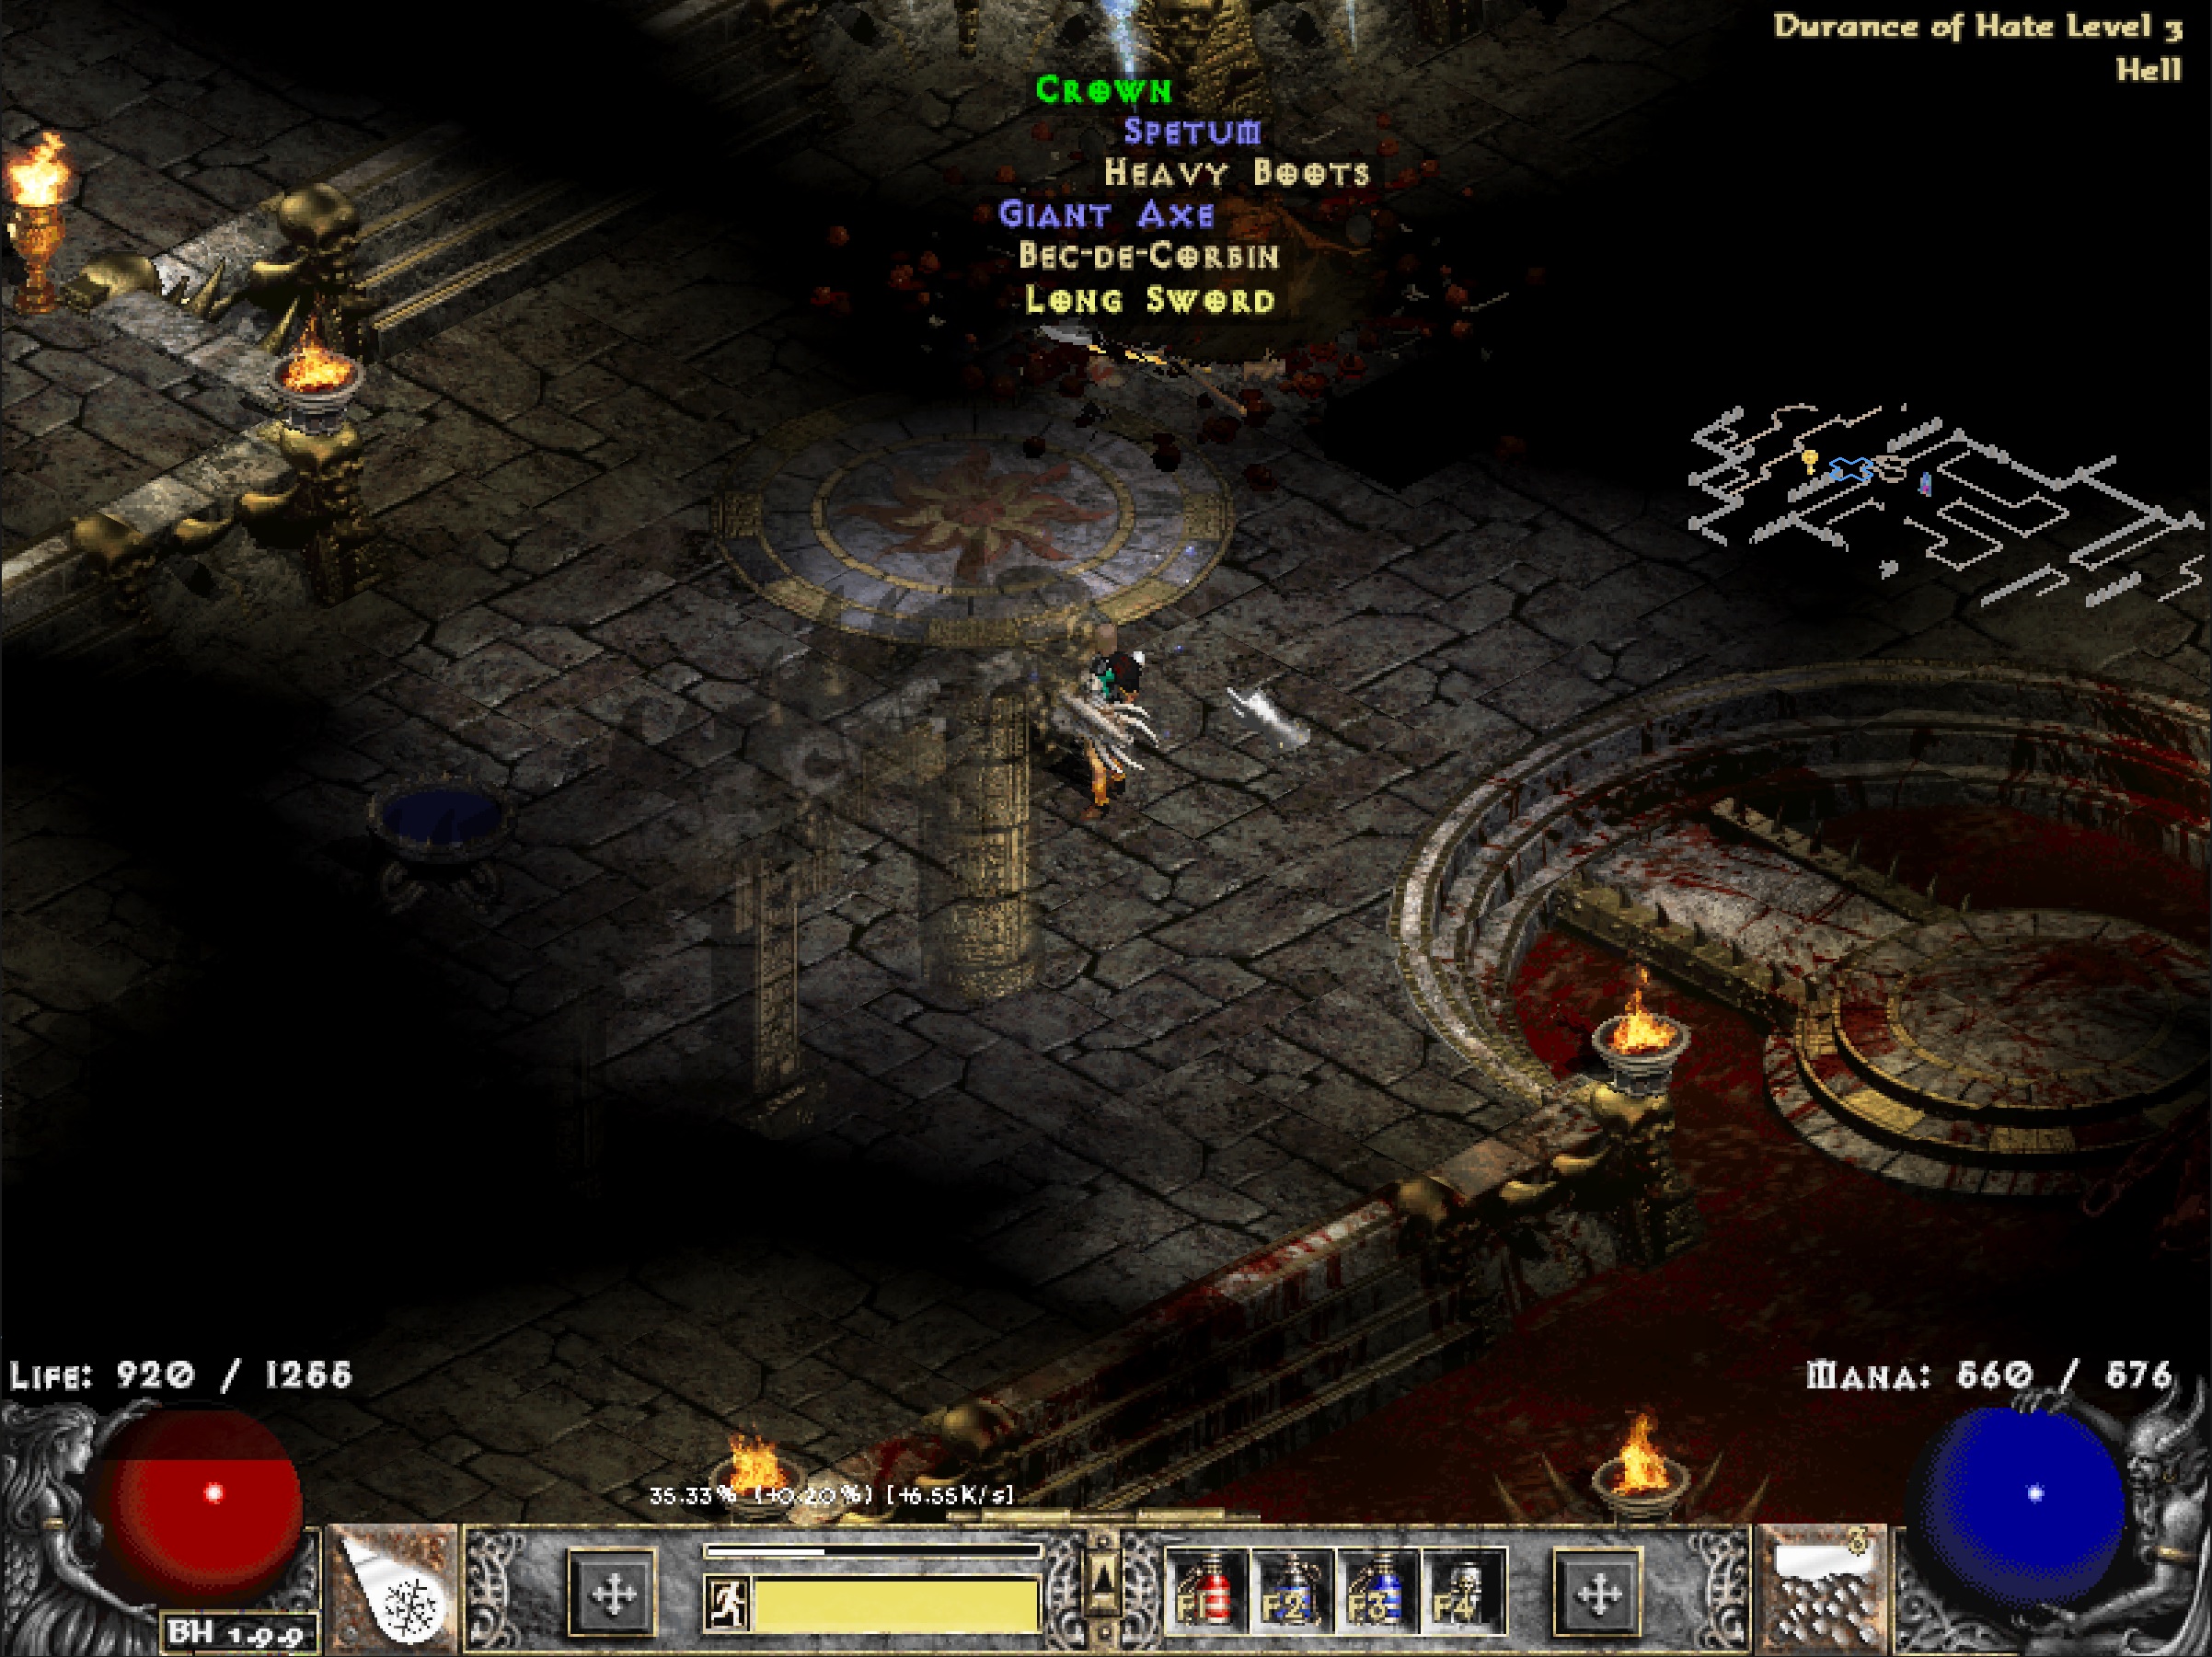 Durance of Hate Level 3
Hell
Crown
Spetum
Heavy Boots
Giant Axe
Bec-de-Corbin
Long Sword
Life: 920 / 1255
Mana: 560 / 576
35.33% (+0.20%) [+6.55K/s]
3
F1 F2 F3 F4
BH 1.9.9